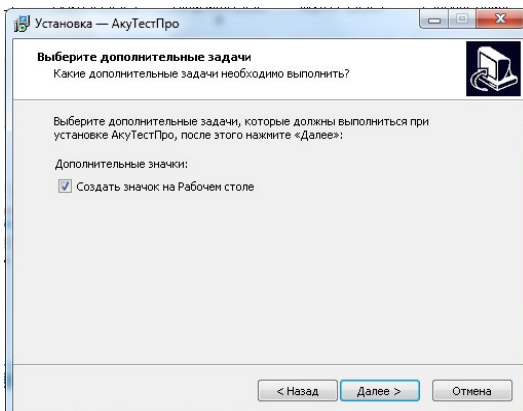 Установка — АкуТестПро
Выберите дополнительные задачи
Какие дополнительные задачи необходимо выполнить?
Выберите дополнительные задачи, которые должны выполниться при
установке АкуТестПро, после этого нажмите «Далее»:
Дополнительные значки:
Создать значок на Рабочем столе
< Назад
Далее >
Отмена